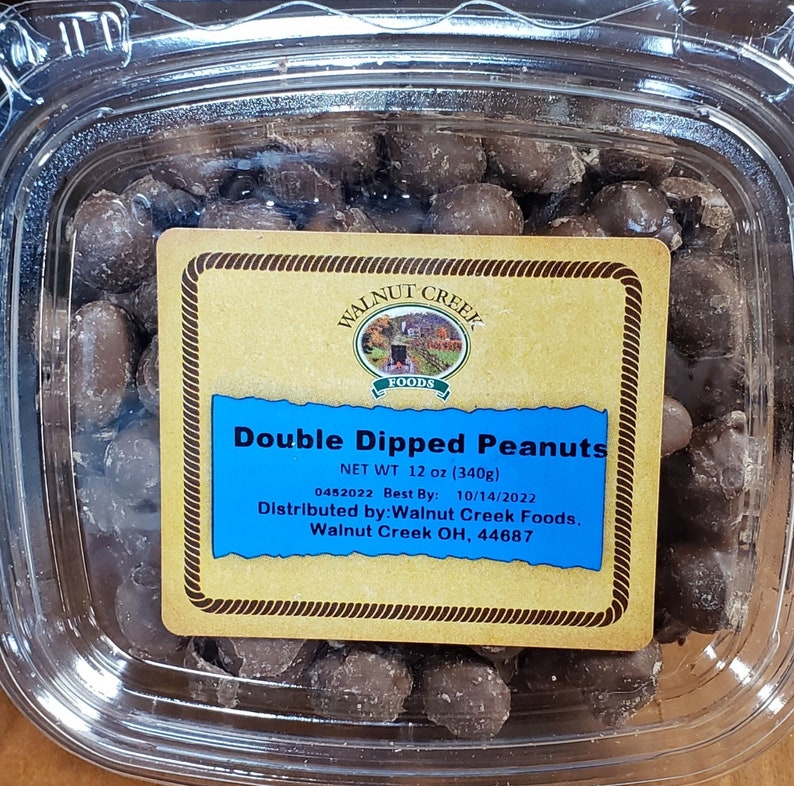 WALNUT CREEK
FOODS
Double Dipped Peanuts
NET WT 12 oz (340g)
0452022 Best By: 10/14/2022
Distributed by:Walnut Creek Foods,
Walnut Creek OH, 44687